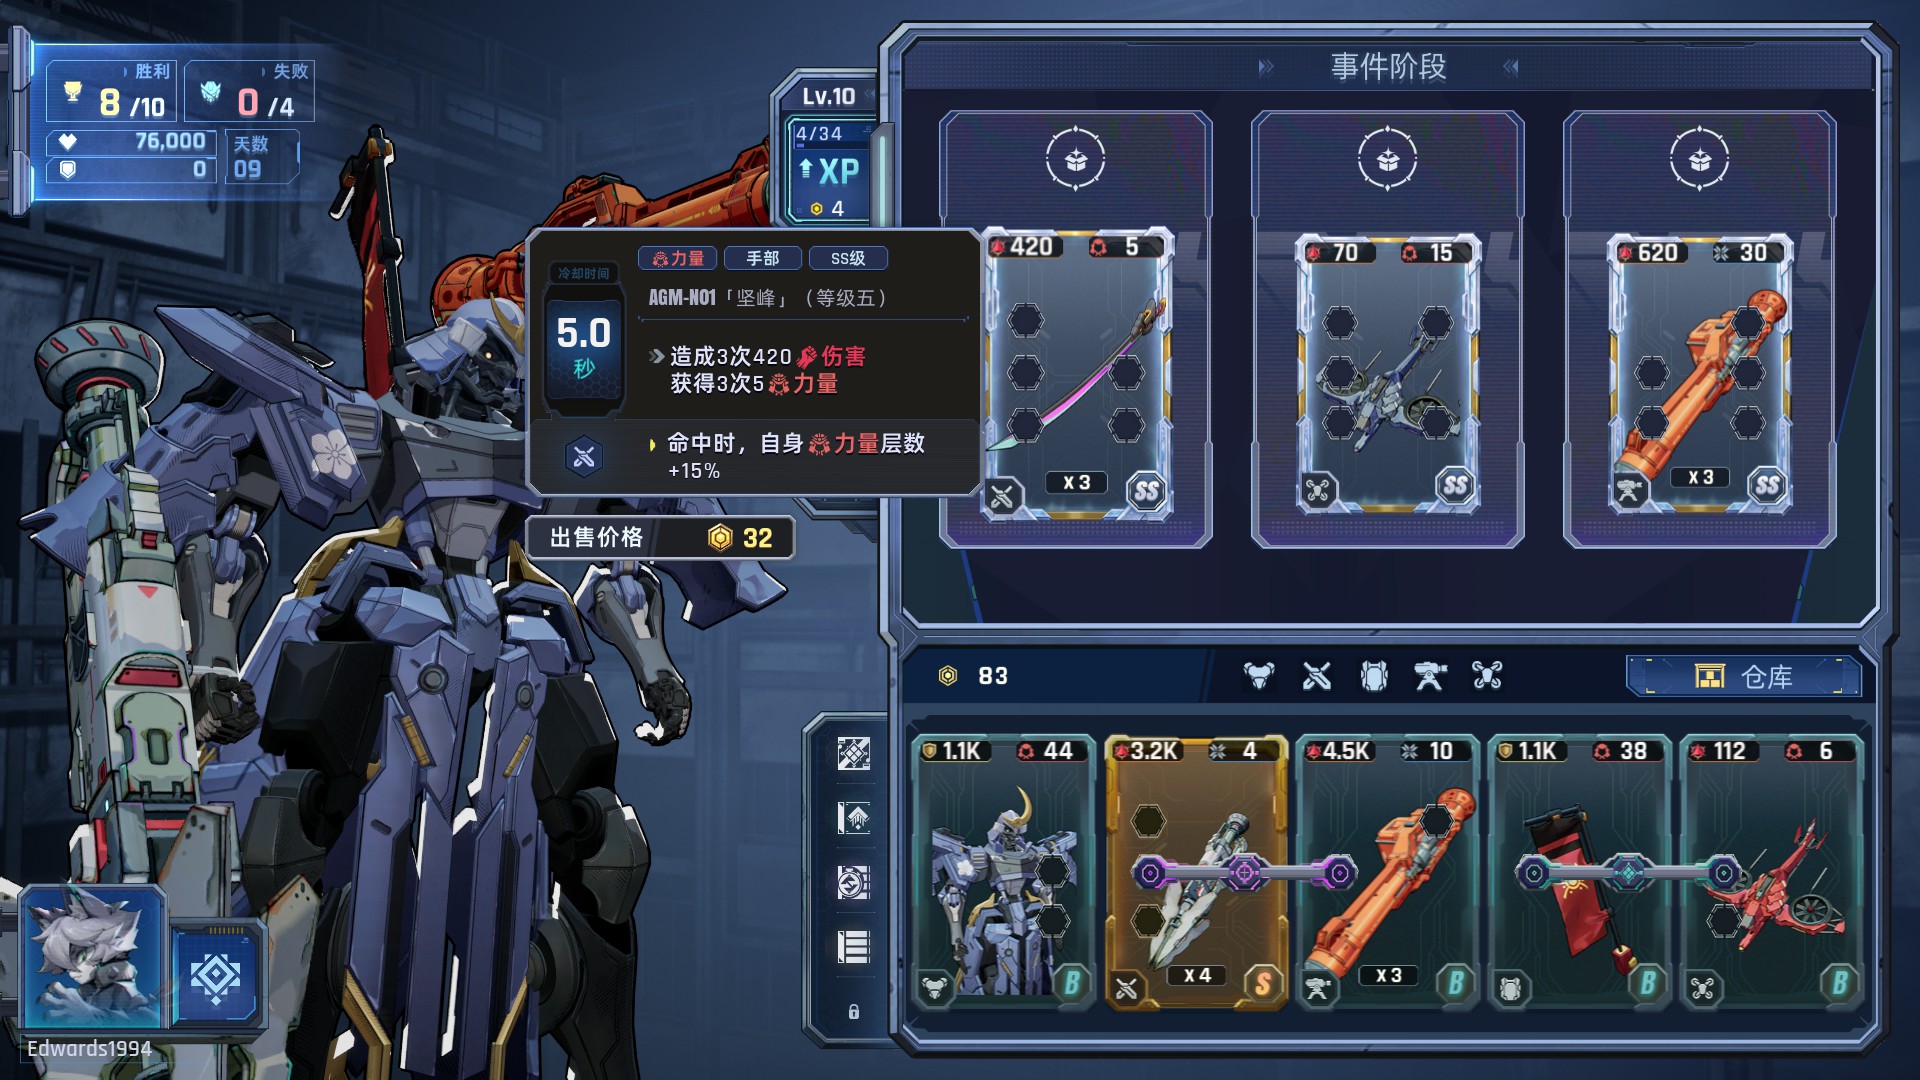 胜利
8/10
失败
0/4
76,000
0
天数
09
Lv.10
4/34
XP
4
事件阶段
420
5
x3
SS
70
15
SS
620
30
x3
SS
冷却时间
5.0
秒
力量
手部
SS级
AGM-N01「坚峰」（等级五）
造成3次420伤害
获得3次5力量
命中时，自身力量层数
+15%
出售价格
32
83
仓库
1.1K
44
B
3.2K
4
x4
S
4.5K
10
x3
B
1.1K
38
B
112
6
B
Edwards1994